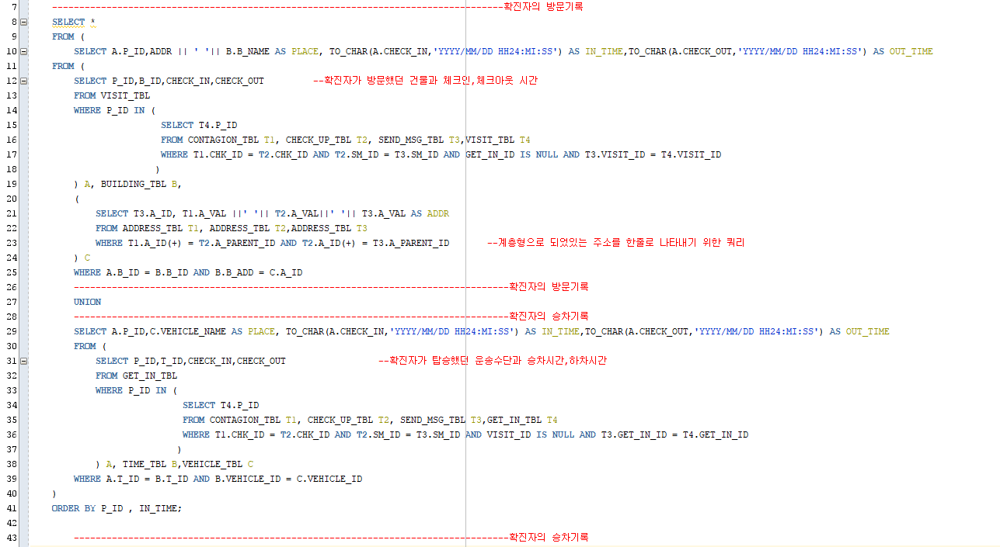 7 -----------------------------------------------------------------------------------확진자의 방문기록
8 SELECT *
9 FROM (
10 SELECT A.P_ID,ADDR || ' '|| B.B_NAME AS PLACE, TO_CHAR(A.CHECK_IN,'YYYY/MM/DD HH24:MI:SS') AS IN_TIME,TO_CHAR(A.CHECK_OUT,'YYYY/MM/DD HH24:MI:SS') AS OUT_TIME
11 FROM (
12 SELECT P_ID,B_ID,CHECK_IN,CHECK_OUT --확진자가 방문했던 건물과 체크인,체크아웃 시간
13 FROM VISIT_TBL
14 WHERE P_ID IN (
15 SELECT T4.P_ID
16 FROM CONTAGION_TBL T1, CHECK_UP_TBL T2, SEND_MSG_TBL T3,VISIT_TBL T4
17 WHERE T1.CHK_ID = T2.CHK_ID AND T2.SM_ID = T3.SM_ID AND GET_IN_ID IS NULL AND T3.VISIT_ID = T4.VISIT_ID
18 )
19 ) A, BUILDING_TBL B,
20 (
21 SELECT T3.A_ID, T1.A_VAL ||' '|| T2.A_VAL||' '|| T3.A_VAL AS ADDR
22 FROM ADDRESS_TBL T1, ADDRESS_TBL T2,ADDRESS_TBL T3
23 WHERE T1.A_ID(+) = T2.A_PARENT_ID AND T2.A_ID(+) = T3.A_PARENT_ID --계층형으로 되었있는 주소를 한줄로 나타내기 위한 쿼리
24 ) C
25 WHERE A.B_ID = B.B_ID AND B.B_ADD = C.A_ID
26 --------------------------------------------------------------------------------확진자의 방문기록
27 UNION
28 --------------------------------------------------------------------------------확진자의 승차기록
29 SELECT A.P_ID,C.VEHICLE_NAME AS PLACE, TO_CHAR(A.CHECK_IN,'YYYY/MM/DD HH24:MI:SS') AS IN_TIME,TO_CHAR(A.CHECK_OUT,'YYYY/MM/DD HH24:MI:SS') AS OUT_TIME
30 FROM (
31 SELECT P_ID,T_ID,CHECK_IN,CHECK_OUT --확진자가 탑승했던 운송수단과 승차시간,하차시간
32 FROM GET_IN_TBL
33 WHERE P_ID IN (
34 SELECT T4.P_ID
35 FROM CONTAGION_TBL T1, CHECK_UP_TBL T2, SEND_MSG_TBL T3,GET_IN_TBL T4
36 WHERE T1.CHK_ID = T2.CHK_ID AND T2.SM_ID = T3.SM_ID AND VISIT_ID IS NULL AND T3.GET_IN_ID = T4.GET_IN_ID
37 )
38 ) A, TIME_TBL B,VEHICLE_TBL C
39 WHERE A.T_ID = B.T_ID AND B.VEHICLE_ID = C.VEHICLE_ID
40 )
41 ORDER BY P_ID , IN_TIME;
42
43 --------------------------------------------------------------------------------확진자의 승차기록